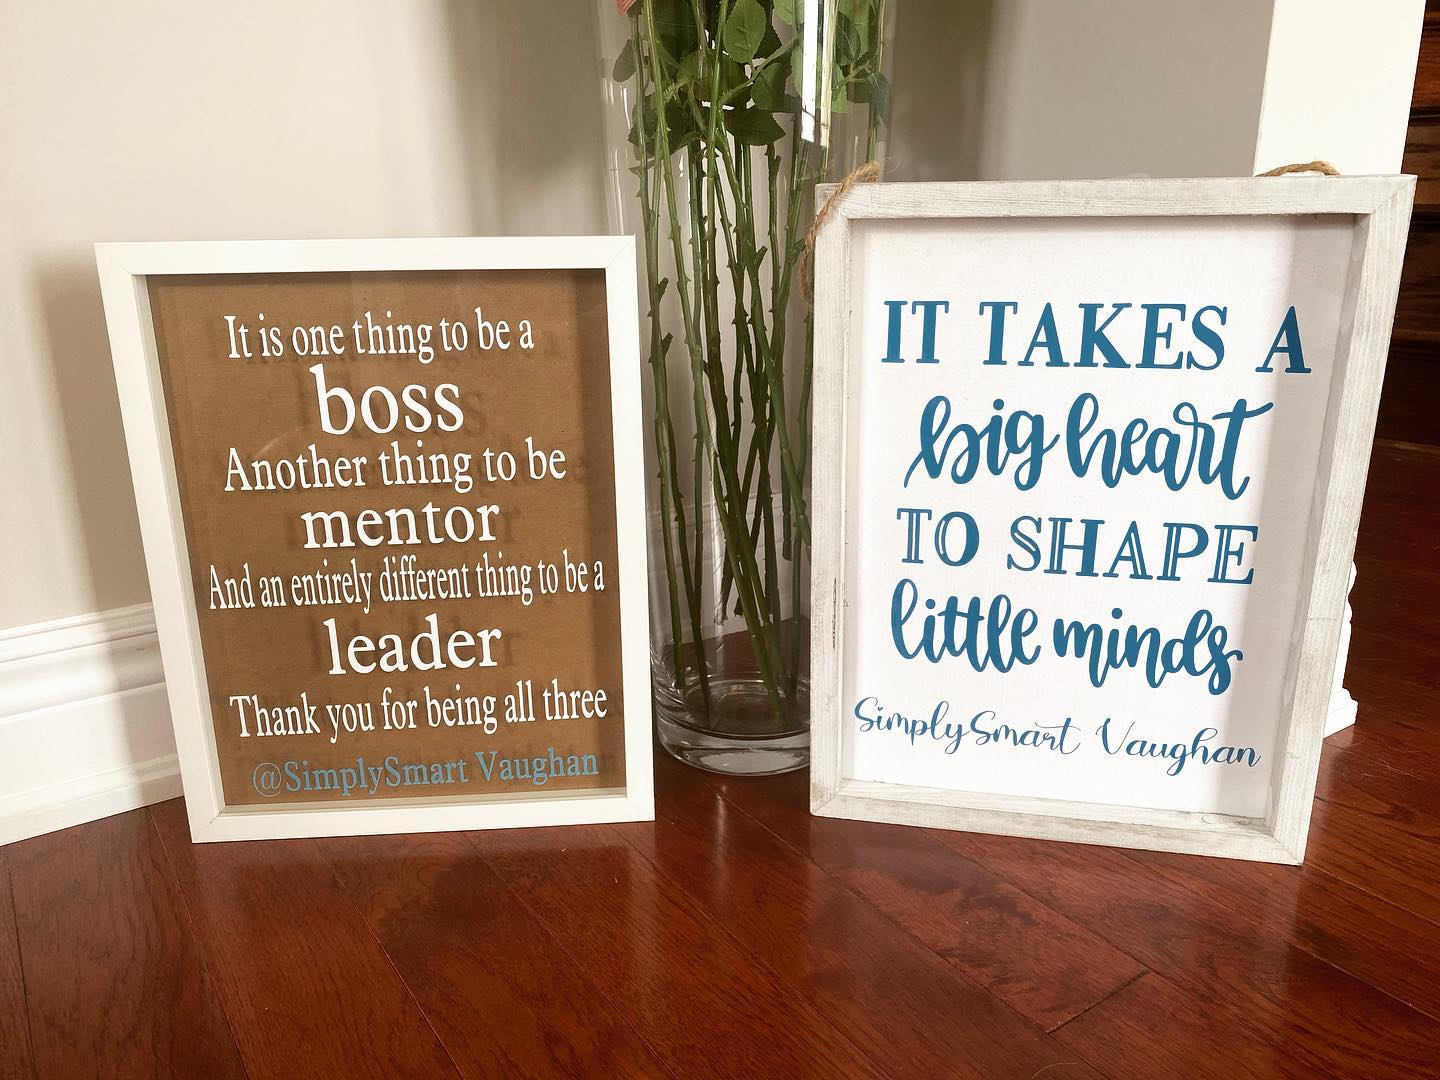 It is one thing to be a
boss
Another thing to be
mentor
And an entirely different thing to be a
leader
Thank you for being all three
@SimplySmart Vaughan
IT TAKES A
big heart
TO SHAPE
little minds
SimplySmart Vaughan